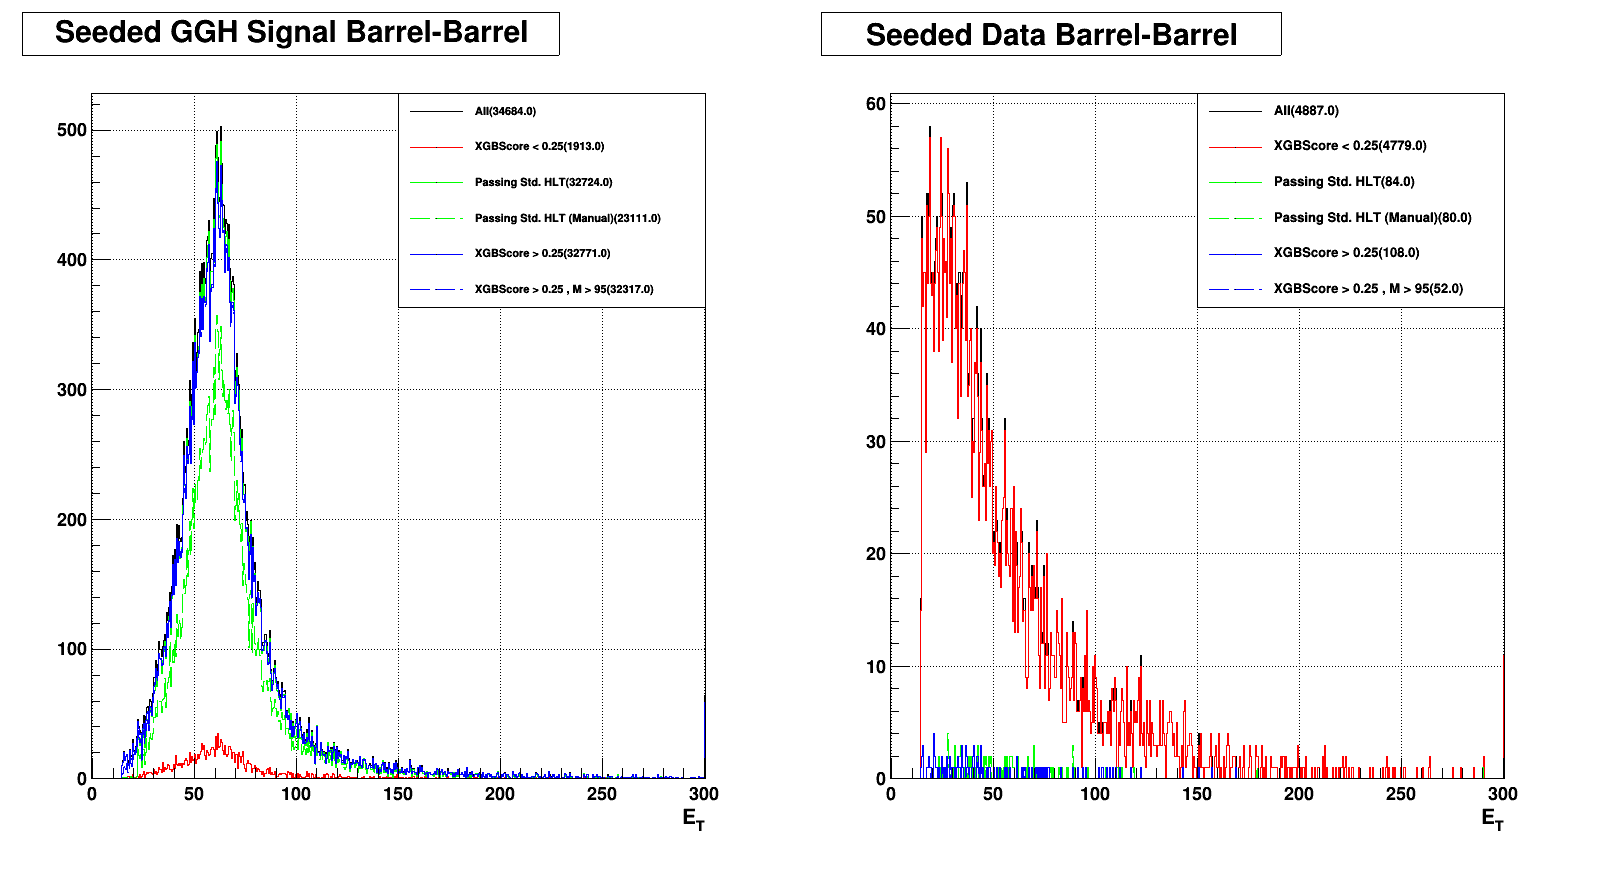 Seeded GGH Signal Barrel-Barrel
All(34684.0)
XGBScore < 0.25(1913.0)
Passing Std. HLT(32724.0)
Passing Std. HLT (Manual)(23111.0)
XGBScore > 0.25(32771.0)
XGBScore > 0.25 , M > 95(32317.0)
500
400
300
200
100
0
0 50 100 150 200 250 300
E_T
Seeded Data Barrel-Barrel
All(4887.0)
XGBScore < 0.25(4779.0)
Passing Std. HLT(84.0)
Passing Std. HLT (Manual)(80.0)
XGBScore > 0.25(108.0)
XGBScore > 0.25 , M > 95(52.0)
60
50
40
30
20
10
0
0 50 100 150 200 250 300
E_T